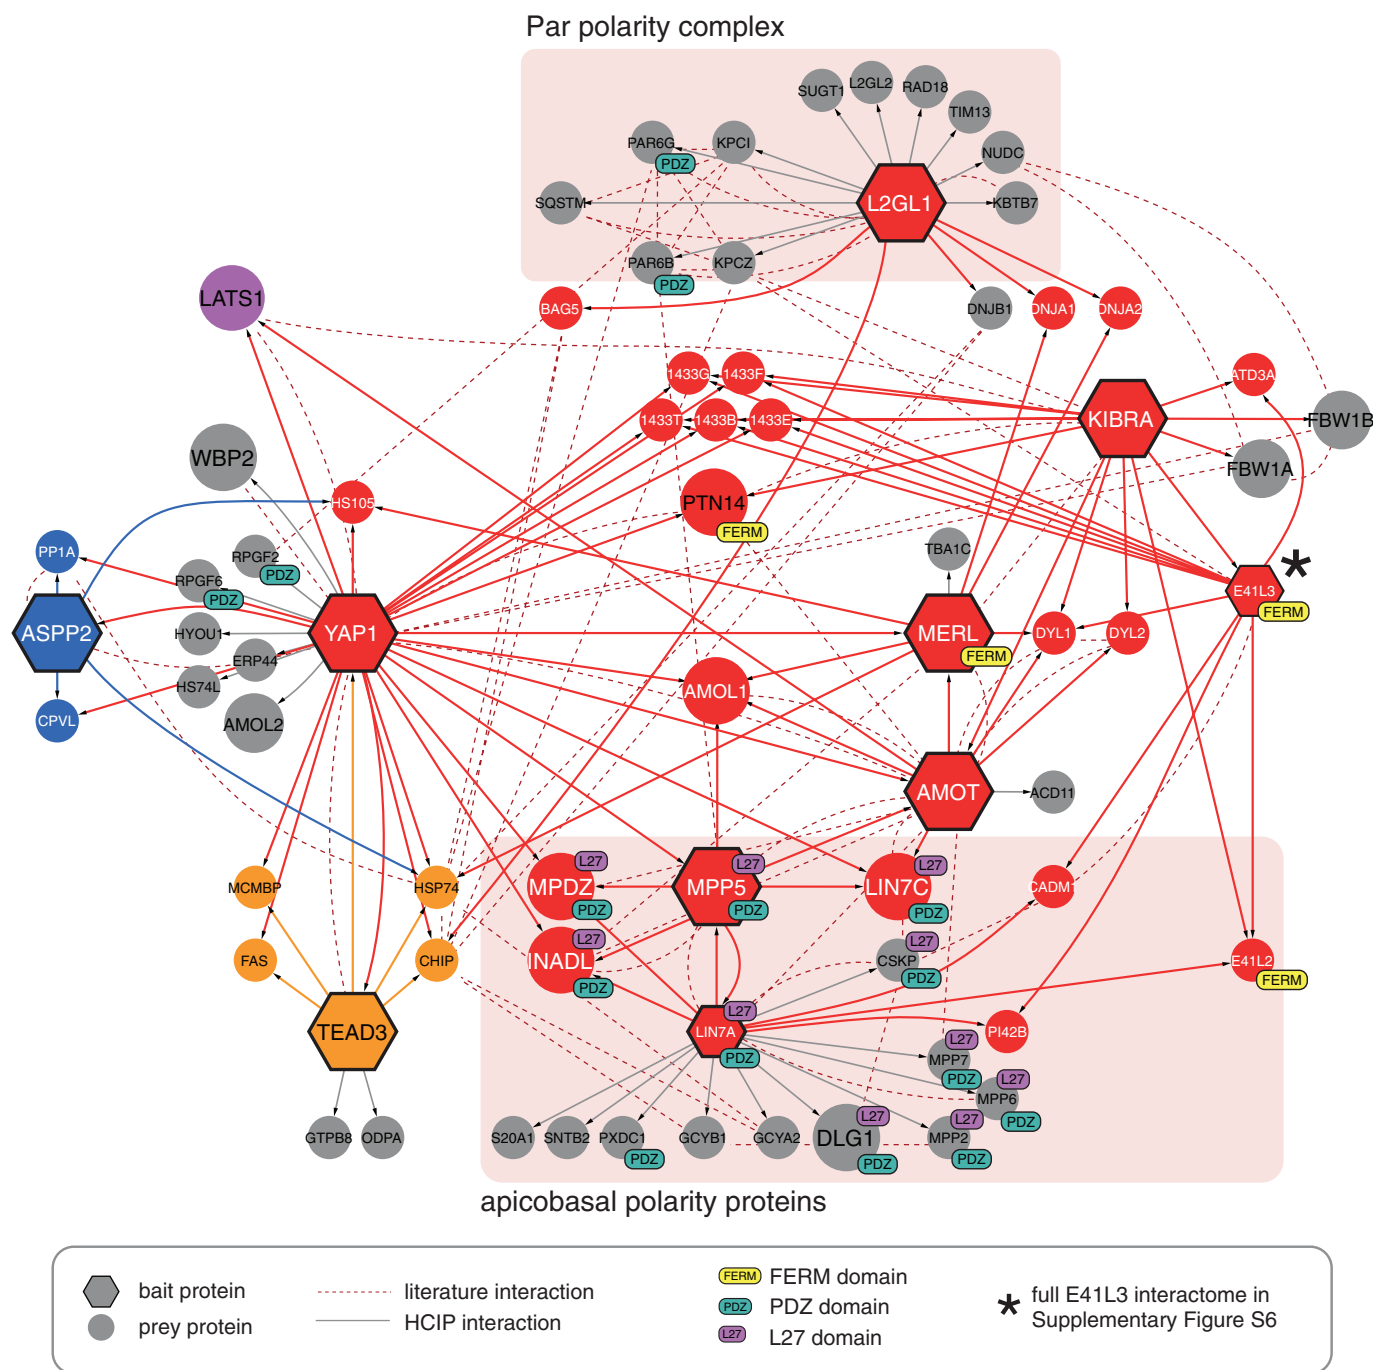 Par polarity complex
SUGT1
L2GL2
RAD18
TIM13
PAR6G
PDZ
KPCI
NUDC
SQSTM
L2GL1
KBTB7
PAR6B
PDZ
KPCZ
LATS1
BAG5
DNJB1
DNJA1
DNJA2
1433G
1433F
ATD3A
1433T
1433B
1433E
KIBRA
FBW1B
WBP2
FBW1A
HS105
PTN14
FERM
PP1A
RPGF2
PDZ
TBA1C
RPGF6
PDZ
E41L3
FERM
*
ASPP2
HYOU1
YAP1
MERL
FERM
DYL1
DYL2
ERP44
HS74L
AMOL1
CPVL
AMOL2
AMOT
ACD11
MCMBP
HSP74
MPDZ
L27
PDZ
MPP5
L27
PDZ
LIN7C
L27
PDZ
CADM1
FAS
CHIP
INADL
L27
PDZ
CSKP
L27
PDZ
E41L2
FERM
TEAD3
LIN7A
L27
PDZ
PI42B
MPP7
L27
PDZ
MPP6
L27
PDZ
GTPB8
ODPA
S20A1
SNTB2
PXDC1
PDZ
GCYB1
GCYA2
DLG1
L27
PDZ
MPP2
L27
PDZ
apicobasal polarity proteins
bait protein
prey protein
literature interaction
HCIP interaction
FERM FERM domain
PDZ PDZ domain
L27 L27 domain
* full E41L3 interactome in
Supplementary Figure S6